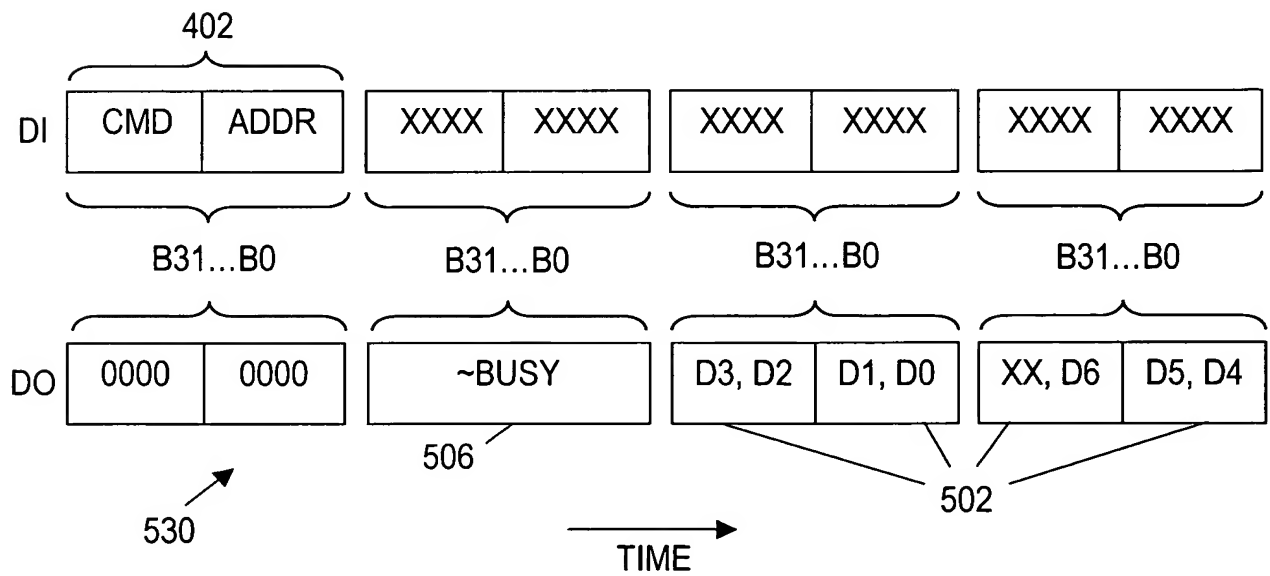 402
DI CMD ADDR XXXX XXXX XXXX XXXX XXXX XXXX
B31...B0 B31...B0 B31...B0 B31...B0
DO 0000 0000 ~BUSY D3, D2 D1, D0 XX, D6 D5, D4
506
502
530
TIME